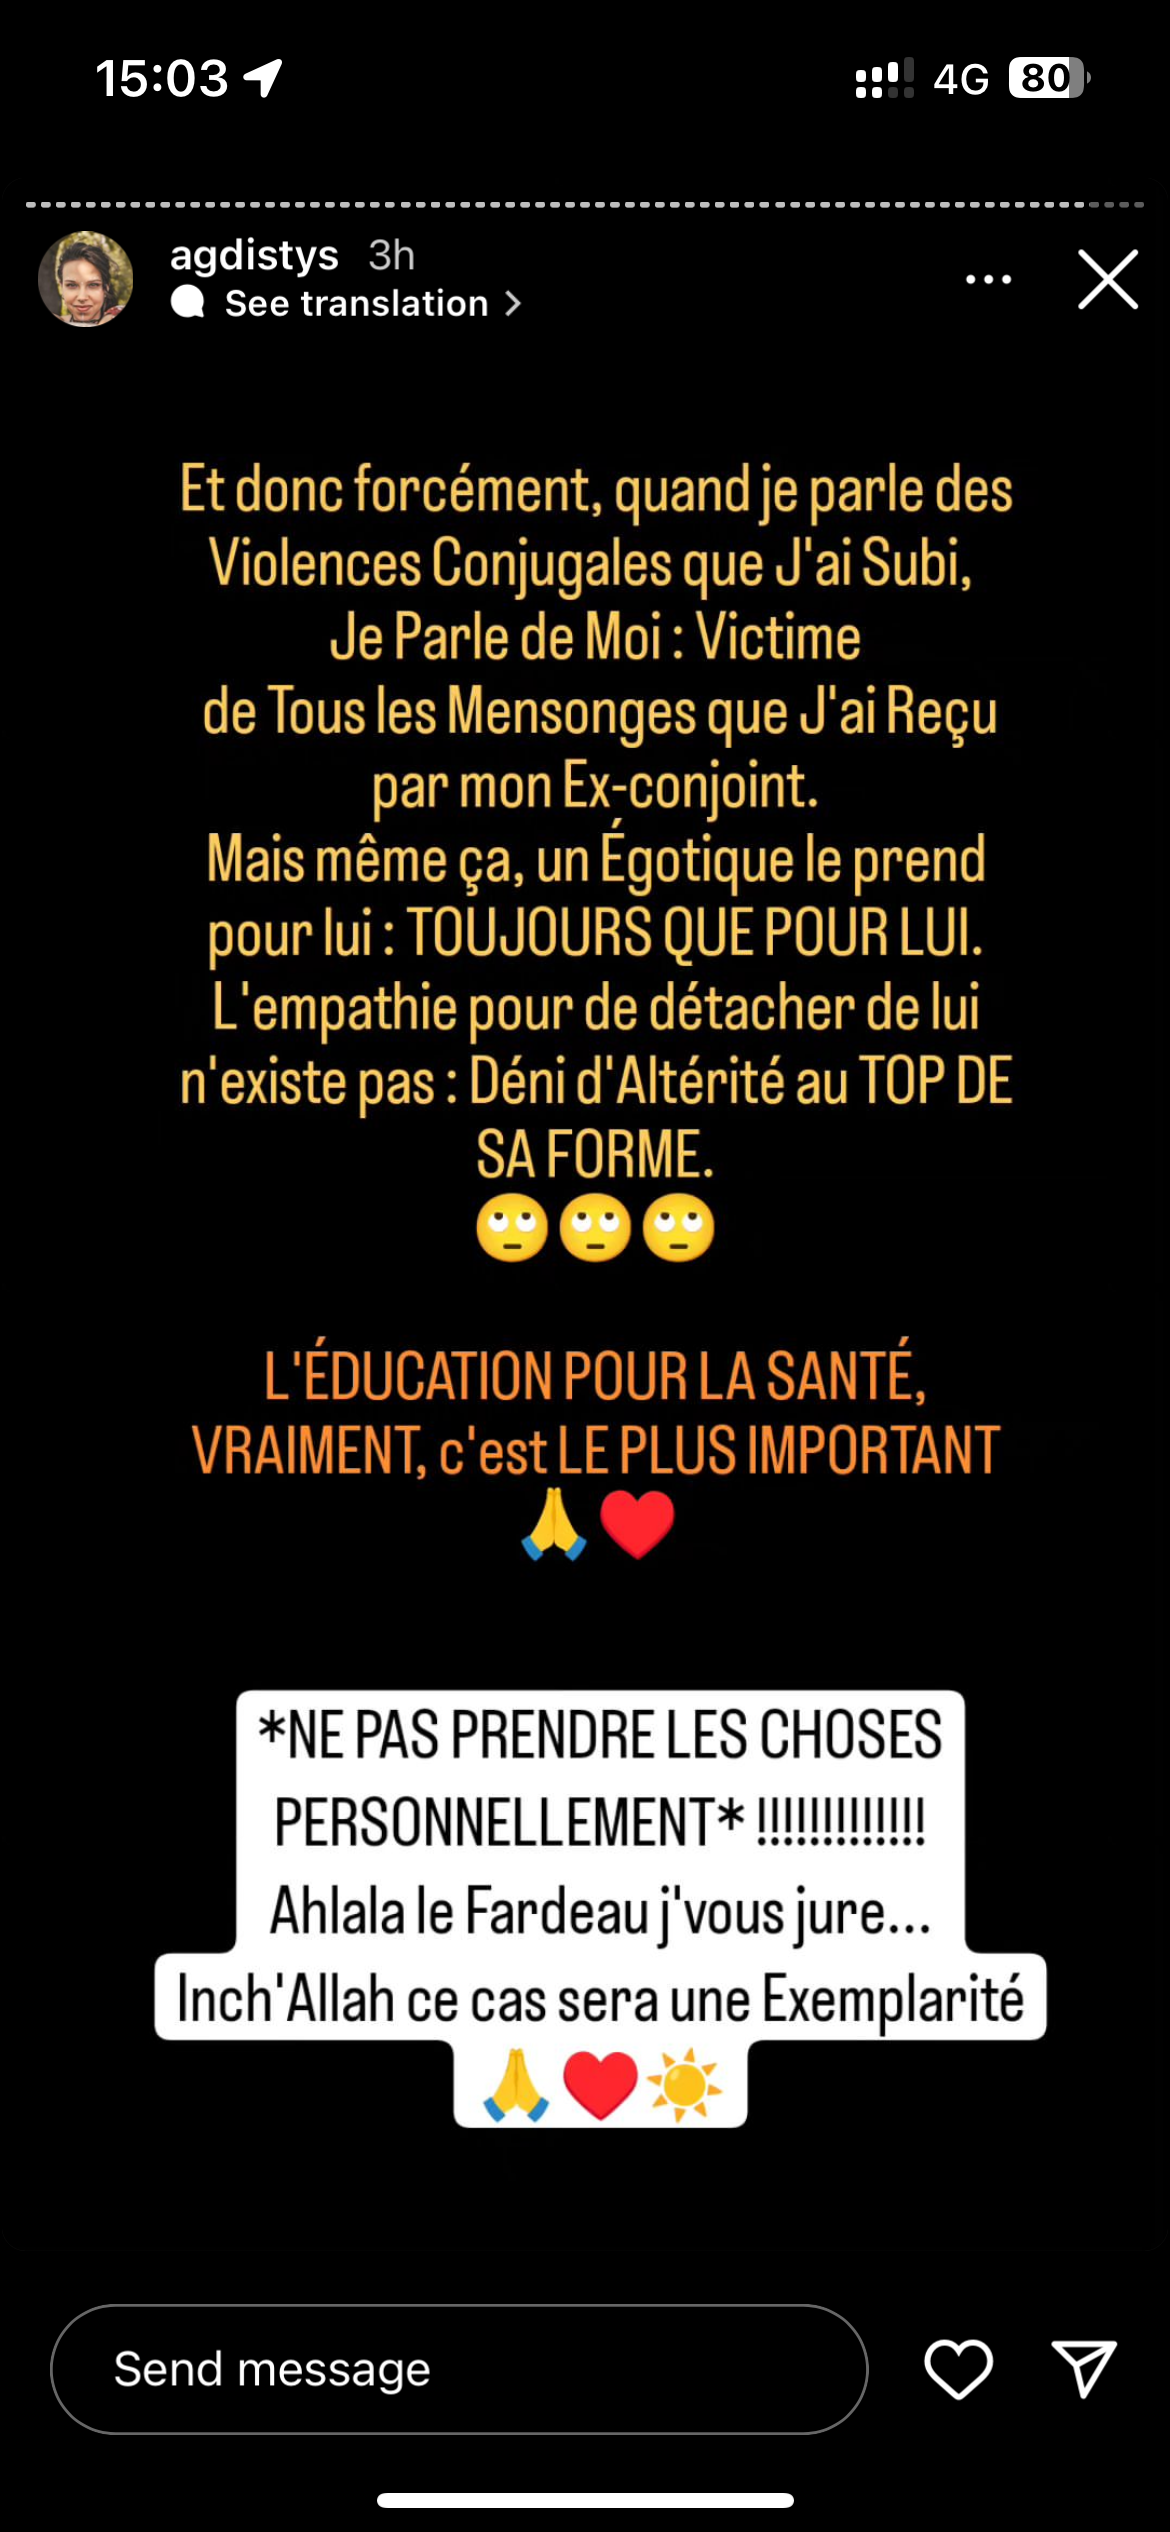 15:03
4G
80
agdistys 3h
See translation
Et donc forcément, quand je parle des
Violences Conjugales que J'ai Subi,
Je Parle de Moi : Victime
de Tous les Mensonges que J'ai Reçu
par mon Ex-conjoint.
Mais même ça, un Égotique le prend
pour lui : TOUJOURS QUE POUR LUI.
L'empathie pour de détacher de lui
n'existe pas : Déni d'Altérité au TOP DE
SA FORME.
🙄🙄🙄
L'ÉDUCATION POUR LA SANTÉ,
VRAIMENT, c'est LE PLUS IMPORTANT
🙏❤️
*NE PAS PRENDRE LES CHOSES
PERSONNELLEMENT* !!!!!!!!!!!!!
Ahlala le Fardeau j'vous jure...
Inch'Allah ce cas sera une Exemplarité
🙏❤️☀️
Send message